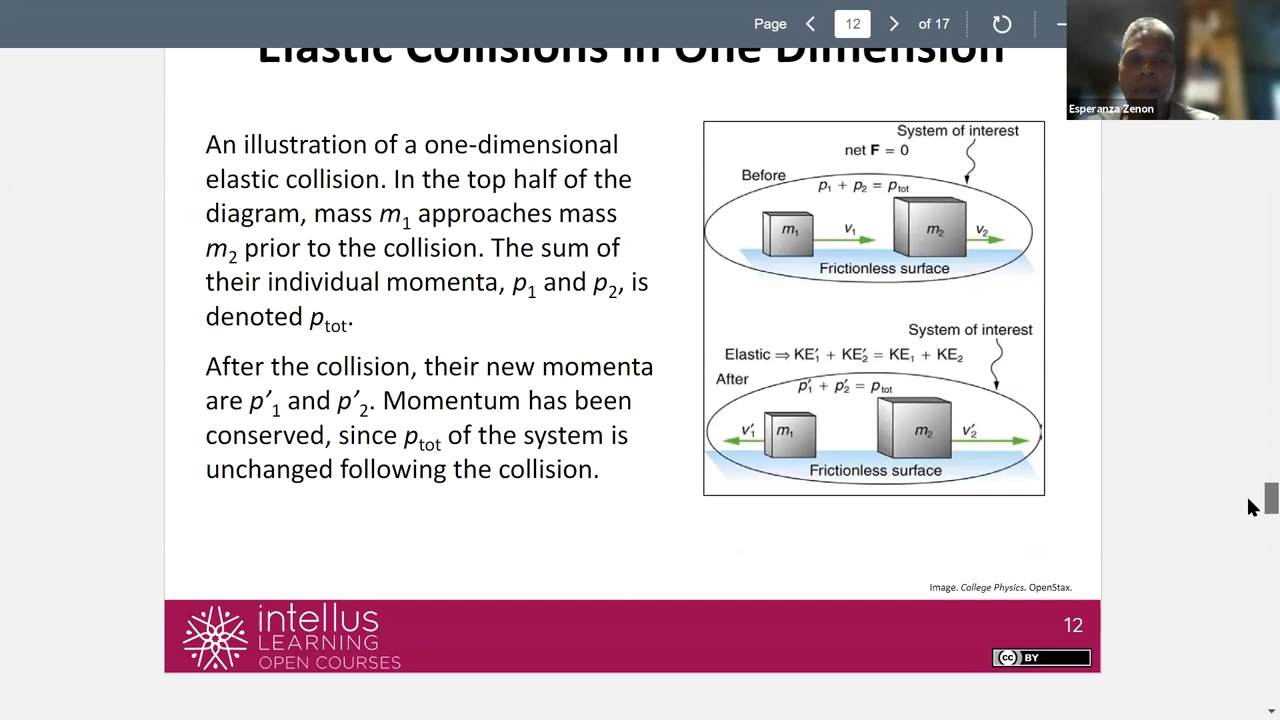 Page 12 of 17
Esperanza Zenon
Elastic Collisions in One Dimension
An illustration of a one-dimensional
elastic collision. In the top half of the
diagram, mass m1 approaches mass
m2 prior to the collision. The sum of
their individual momenta, p1 and p2, is
denoted ptot.
After the collision, their new momenta
are p′1 and p′2. Momentum has been
conserved, since ptot of the system is
unchanged following the collision.
System of interest
net F = 0
Before
p1 + p2 = ptot
m1 v1 m2 v2
Frictionless surface
System of interest
Elastic ⇒ KE′1 + KE′2 = KE1 + KE2
After
p′1 + p′2 = ptot
v′1 m1 m2 v′2
Frictionless surface
Image. College Physics. OpenStax.
intellus
LEARNING
OPEN COURSES
12
cc BY